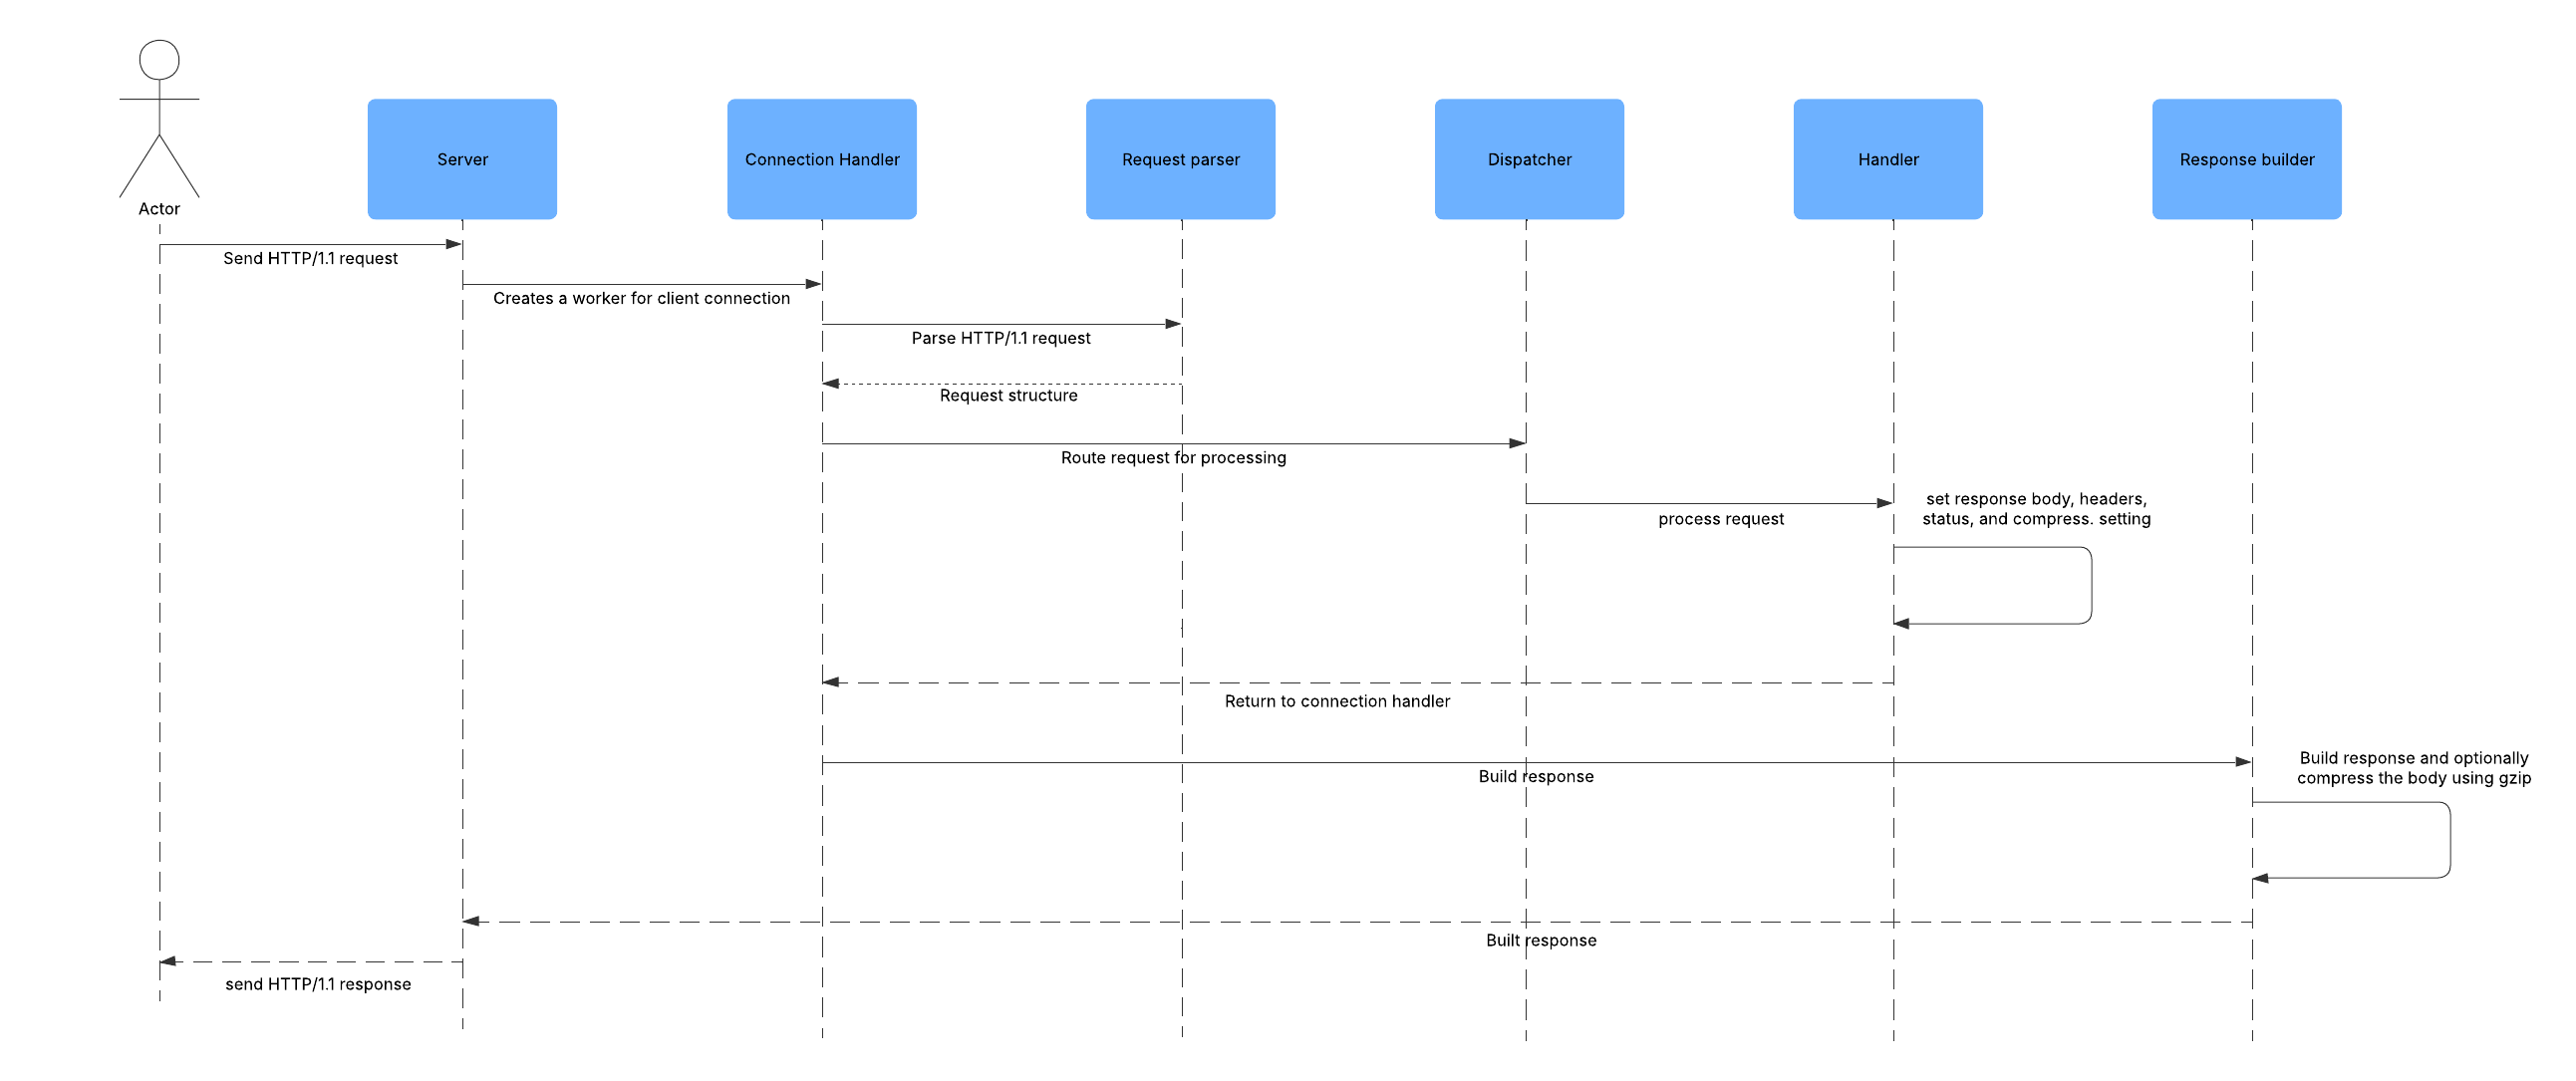 Actor
Server
Connection Handler
Request parser
Dispatcher
Handler
Response builder
Send HTTP/1.1 request
Creates a worker for client connection
Parse HTTP/1.1 request
Request structure
Route request for processing
process request
set response body, headers,
status, and compress. setting
Return to connection handler
Build response
Build response and optionally
compress the body using gzip
Built response
send HTTP/1.1 response